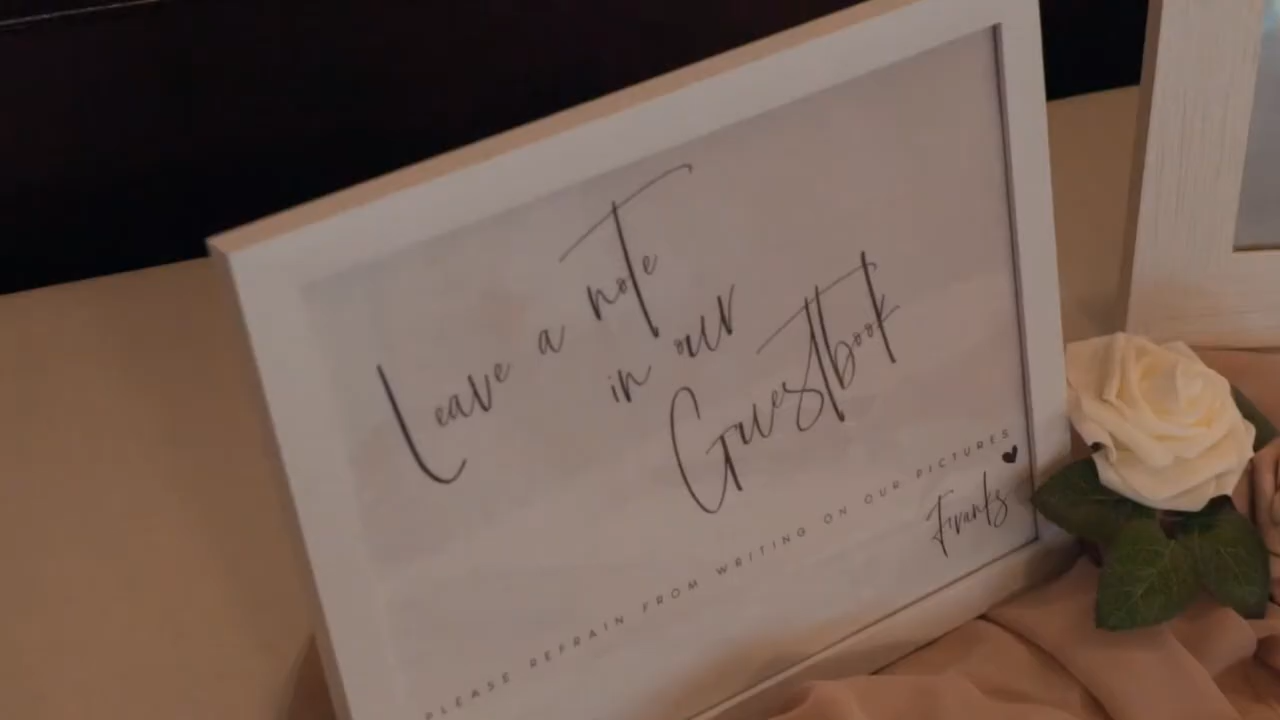 Leave a note
in our
Guestbook
PLEASE REFRAIN FROM WRITING ON OUR PICTURES
Franks